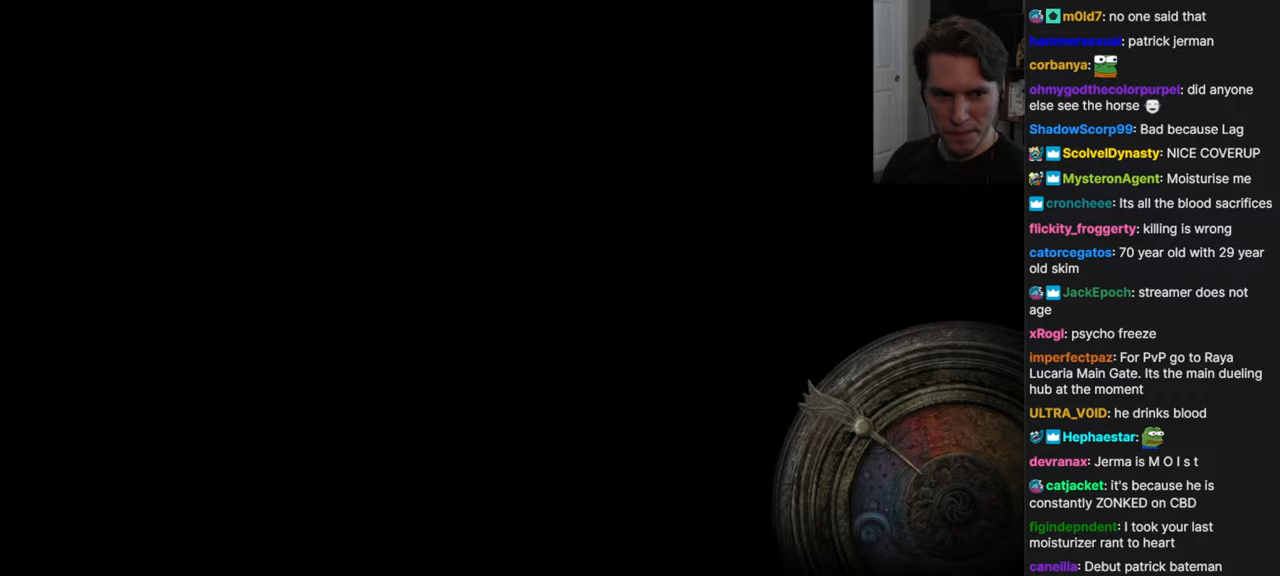 m0ld7: no one said that
hammersexual: patrick jerman
corbanya:
ohmygodthecolorpurpel: did anyone
else see the horse
ShadowScorp99: Bad because Lag
ScolvelDynasty: NICE COVERUP
MysteronAgent: Moisturise me
croncheee: Its all the blood sacrifices
flickity_froggerty: killing is wrong
catorcegatos: 70 year old with 29 year
old skim
JackEpoch: streamer does not
age
xRogl: psycho freeze
imperfectpaz: For PvP go to Raya
Lucaria Main Gate. Its the main dueling
hub at the moment
ULTRA_V0ID: he drinks blood
Hephaestar:
devranax: Jerma is M O I s t
catjacket: it's because he is
constantly ZONKED on CBD
figindepndent: I took your last
moisturizer rant to heart
caneilla: Debut patrick bateman